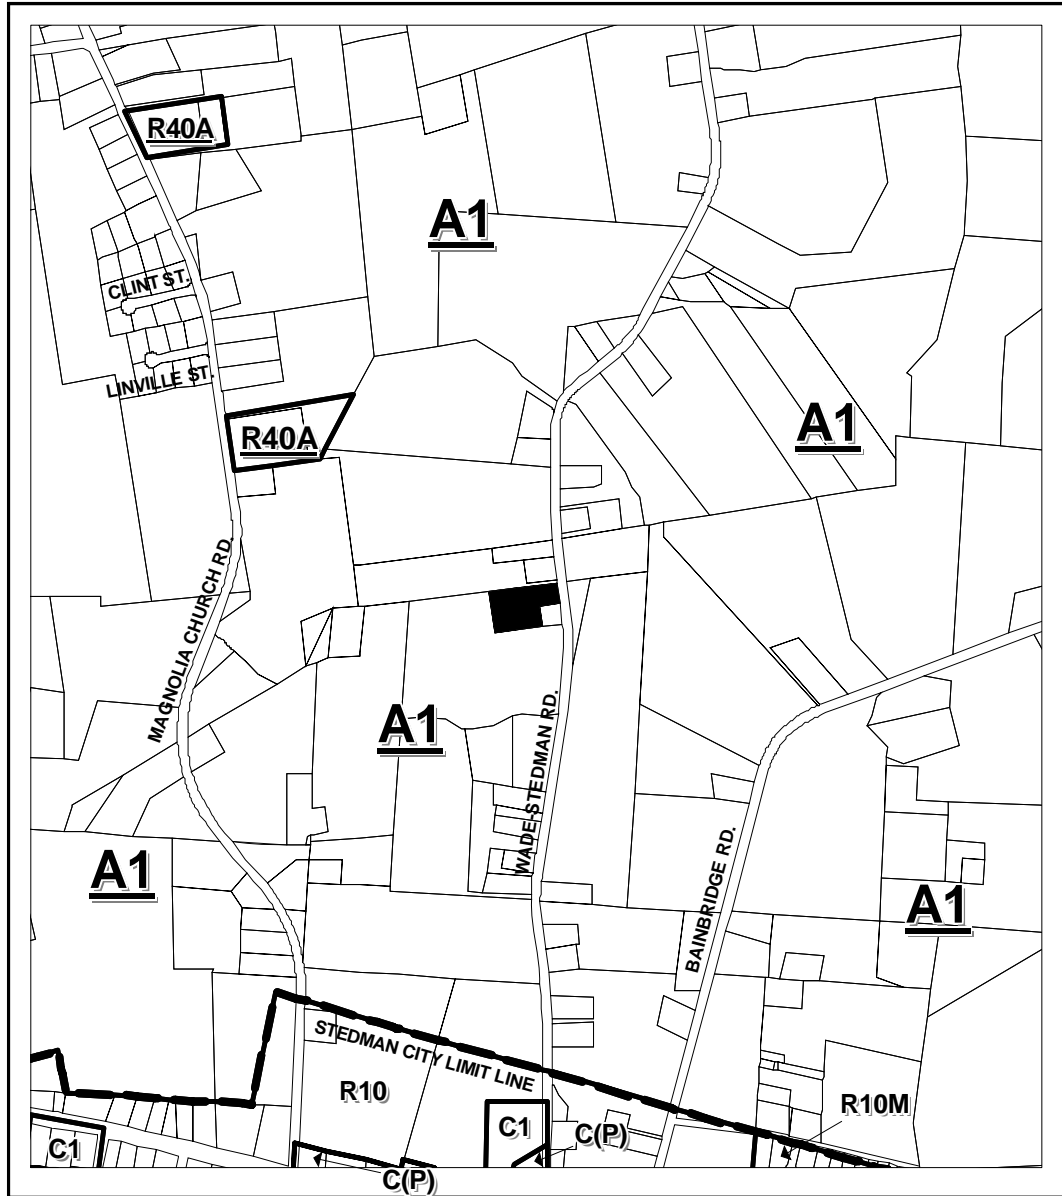 R40A
A1
CLINT ST.
LINVILLE ST.
A1
R40A
MAGNOLIA CHURCH RD.
A1
WADE-STEDMAN RD.
BAINBRIDGE RD.
A1
A1
STEDMAN CITY LIMIT LINE
R10
R10M
C1
C(P)
C1
C(P)